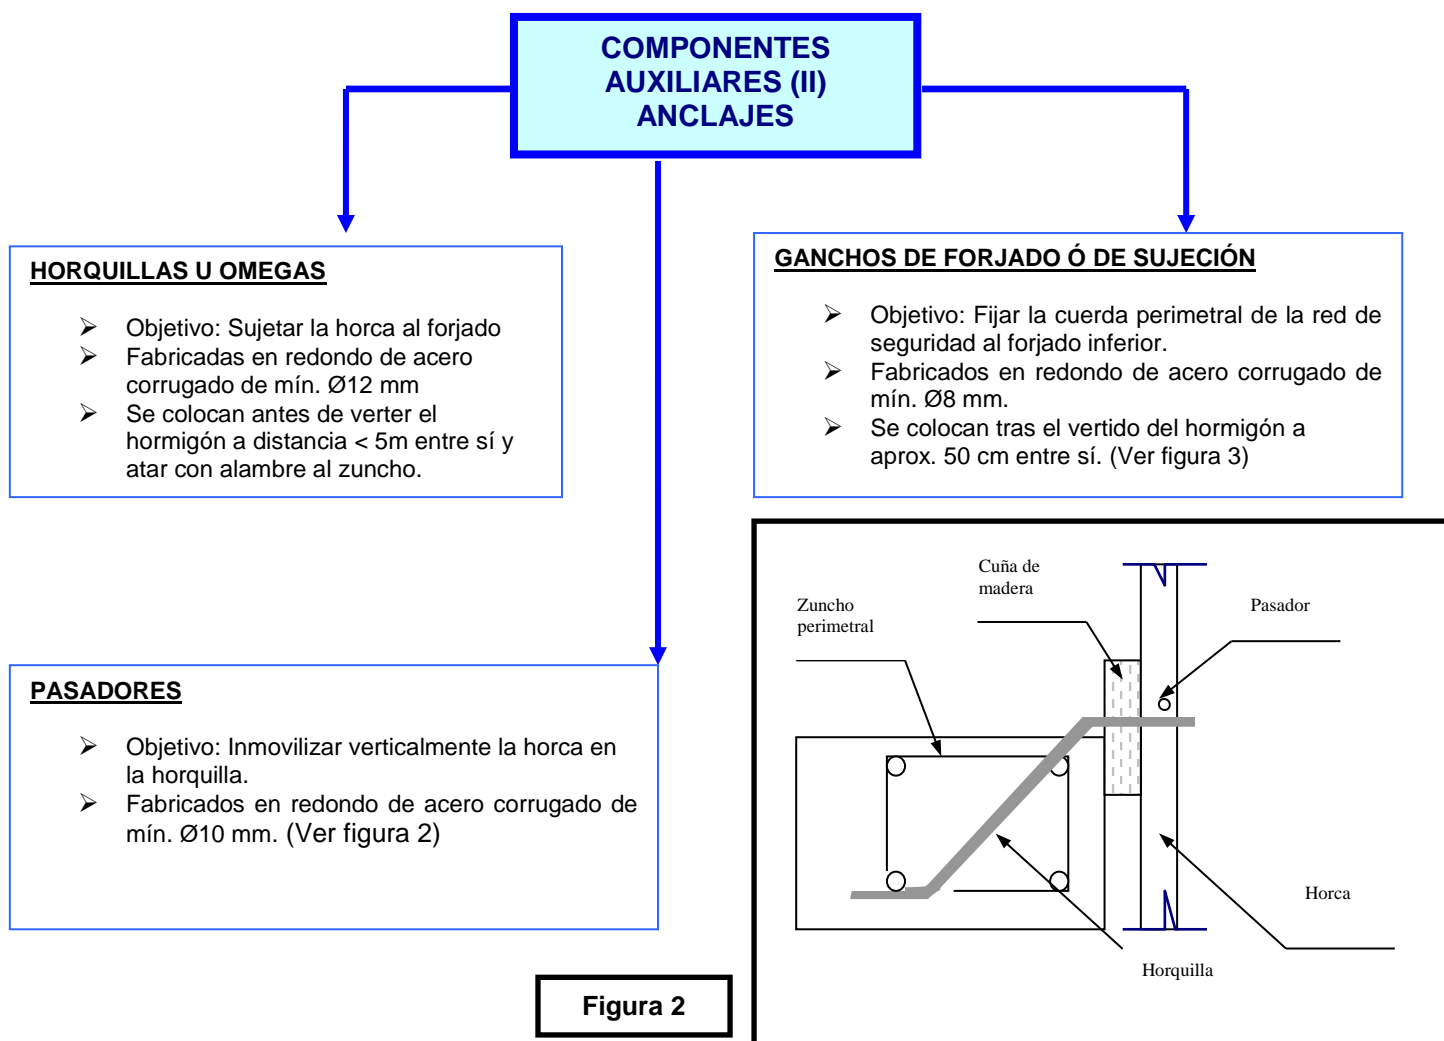 COMPONENTES
AUXILIARES (II)
ANCLAJES
HORQUILLAS U OMEGAS
➢ Objetivo: Sujetar la horca al forjado
➢ Fabricadas en redondo de acero
corrugado de mín. Ø12 mm
➢ Se colocan antes de verter el
hormigón a distancia < 5m entre sí y
atar con alambre al zuncho.
GANCHOS DE FORJADO Ó DE SUJECIÓN
➢ Objetivo: Fijar la cuerda perimetral de la red de
seguridad al forjado inferior.
➢ Fabricados en redondo de acero corrugado de
mín. Ø8 mm.
➢ Se colocan tras el vertido del hormigón a
aprox. 50 cm entre sí. (Ver figura 3)
PASADORES
➢ Objetivo: Inmovilizar verticalmente la horca en
la horquilla.
➢ Fabricados en redondo de acero corrugado de
mín. Ø10 mm. (Ver figura 2)
Cuña de
madera
Zuncho
perimetral
Pasador
Horca
Horquilla
Figura 2